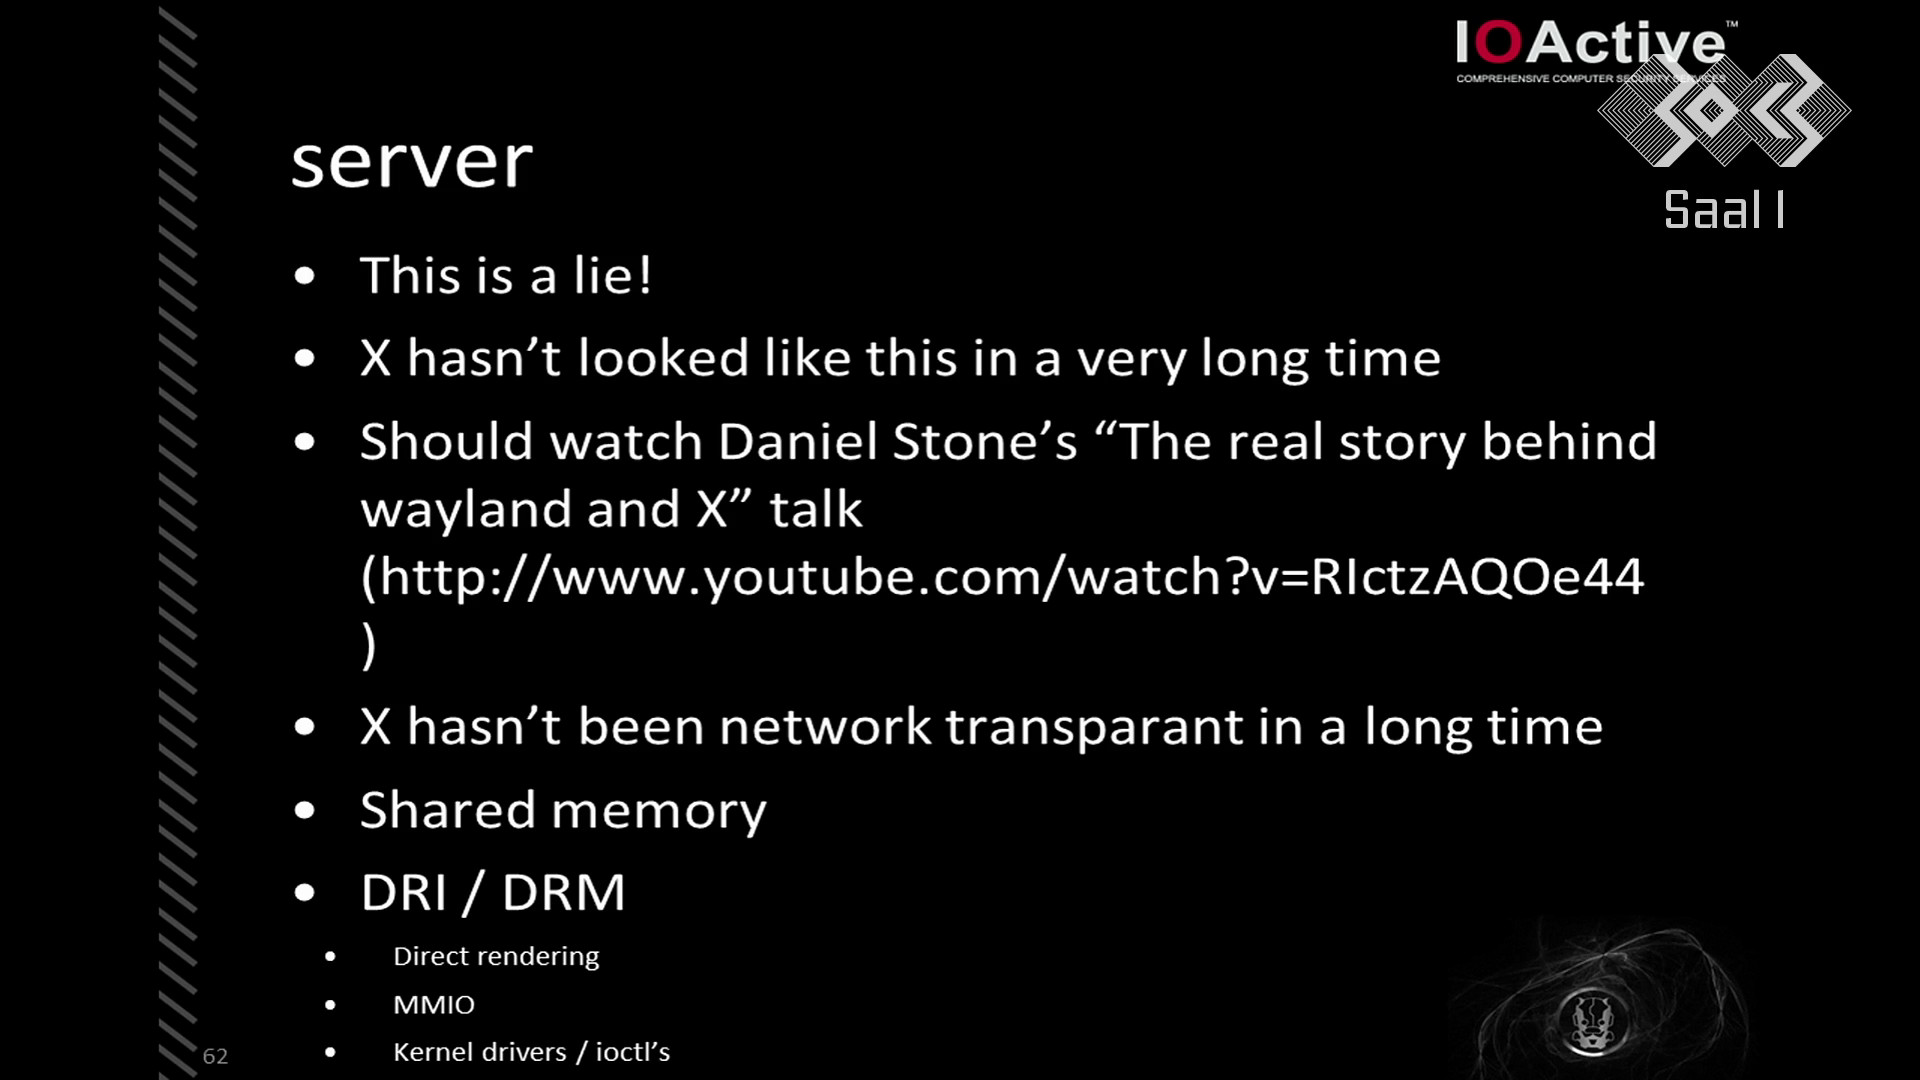 IOActive™
COMPREHENSIVE COMPUTER SECURITY SERVICES
30C3
Saal 1
server
• This is a lie!
• X hasn’t looked like this in a very long time
• Should watch Daniel Stone’s “The real story behind
wayland and X” talk
(http://www.youtube.com/watch?v=RIctzAQOe44
)
• X hasn’t been network transparant in a long time
• Shared memory
• DRI / DRM
• Direct rendering
• MMIO
• Kernel drivers / ioctl’s
62